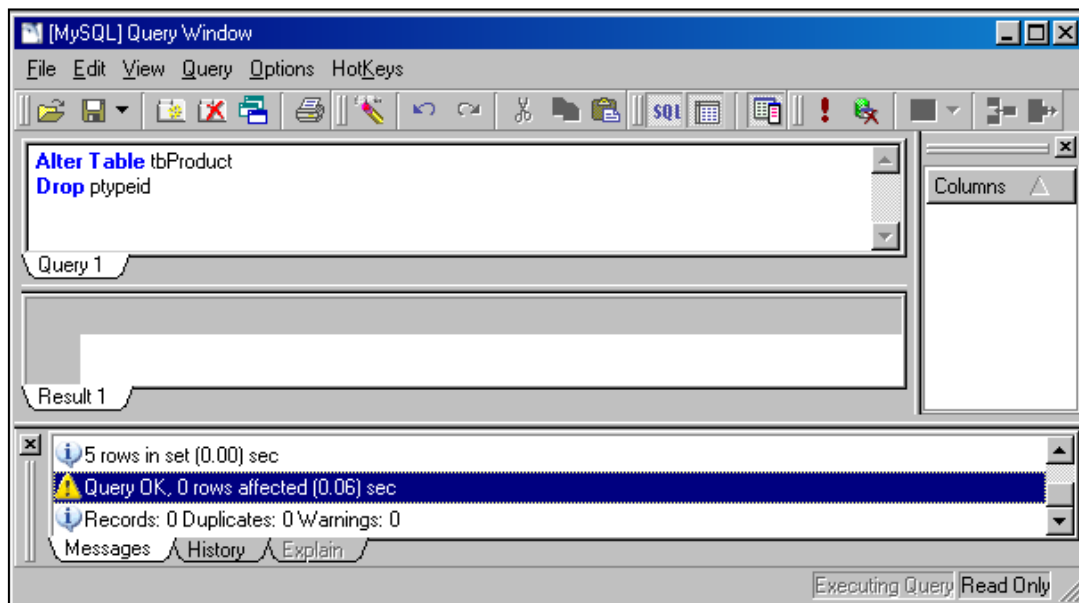 [MySQL] Query Window
File Edit View Query Options HotKeys
SQL
Alter Table tbProduct
Drop ptypeid
Query 1
Columns
Result 1
5 rows in set (0.00) sec
Query OK, 0 rows affected (0.06) sec
Records: 0 Duplicates: 0 Warnings: 0
Messages History Explain
Executing Query Read Only